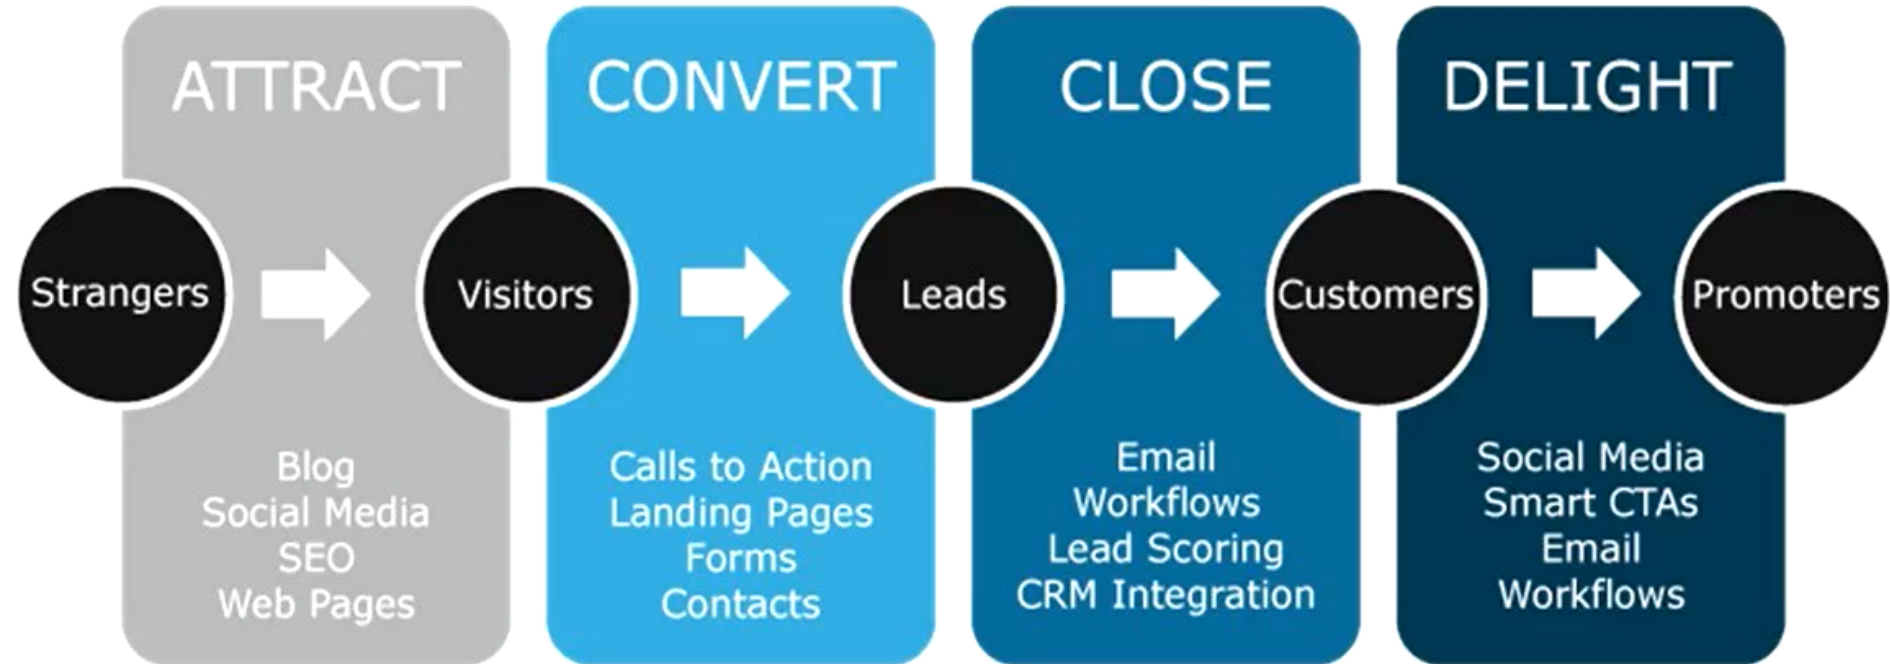 ATTRACT
CONVERT
CLOSE
DELIGHT
Strangers
Visitors
Leads
Customers
Promoters
Blog
Social Media
SEO
Web Pages
Calls to Action
Landing Pages
Forms
Contacts
Email
Workflows
Lead Scoring
CRM Integration
Social Media
Smart CTAs
Email
Workflows